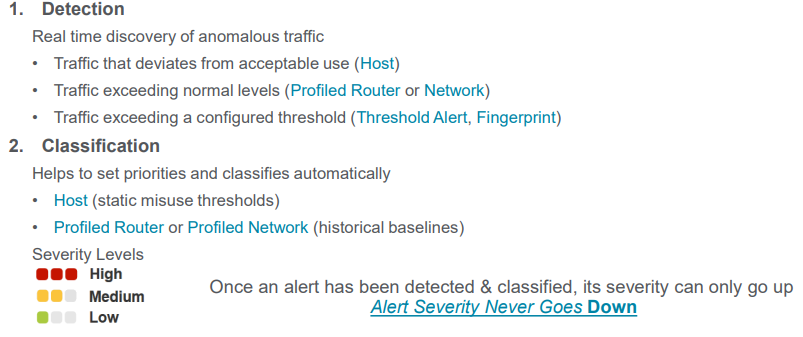 1. Detection
Real time discovery of anomalous traffic
• Traffic that deviates from acceptable use (Host)
• Traffic exceeding normal levels (Profiled Router or Network)
• Traffic exceeding a configured threshold (Threshold Alert, Fingerprint)
2. Classification
Helps to set priorities and classifies automatically
• Host (static misuse thresholds)
• Profiled Router or Profiled Network (historical baselines)
Severity Levels
High
Medium
Low
Once an alert has been detected & classified, its severity can only go up
Alert Severity Never Goes Down